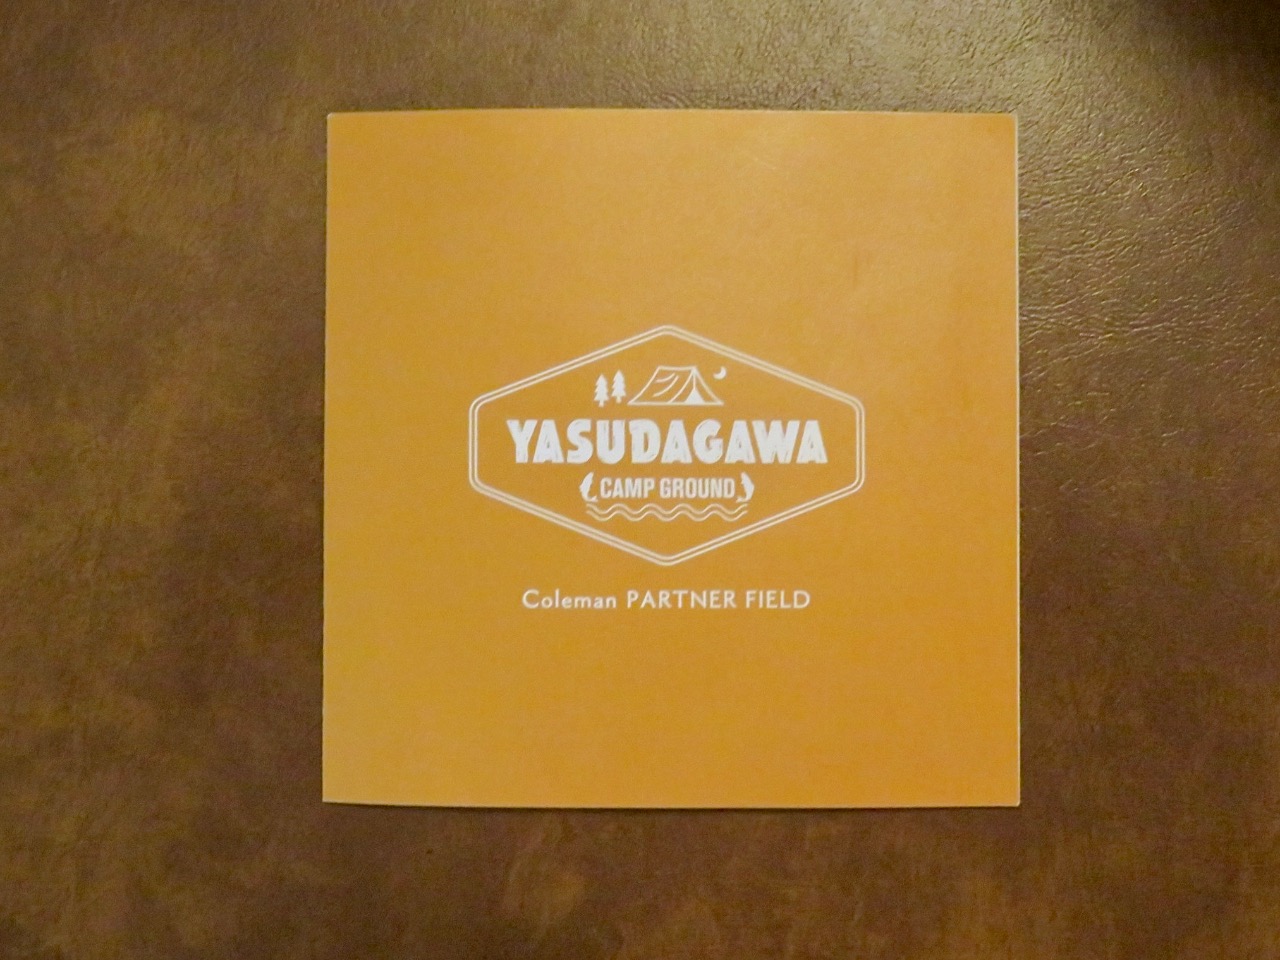 YASUDAGAWA
CAMP GROUND
Coleman PARTNER FIELD